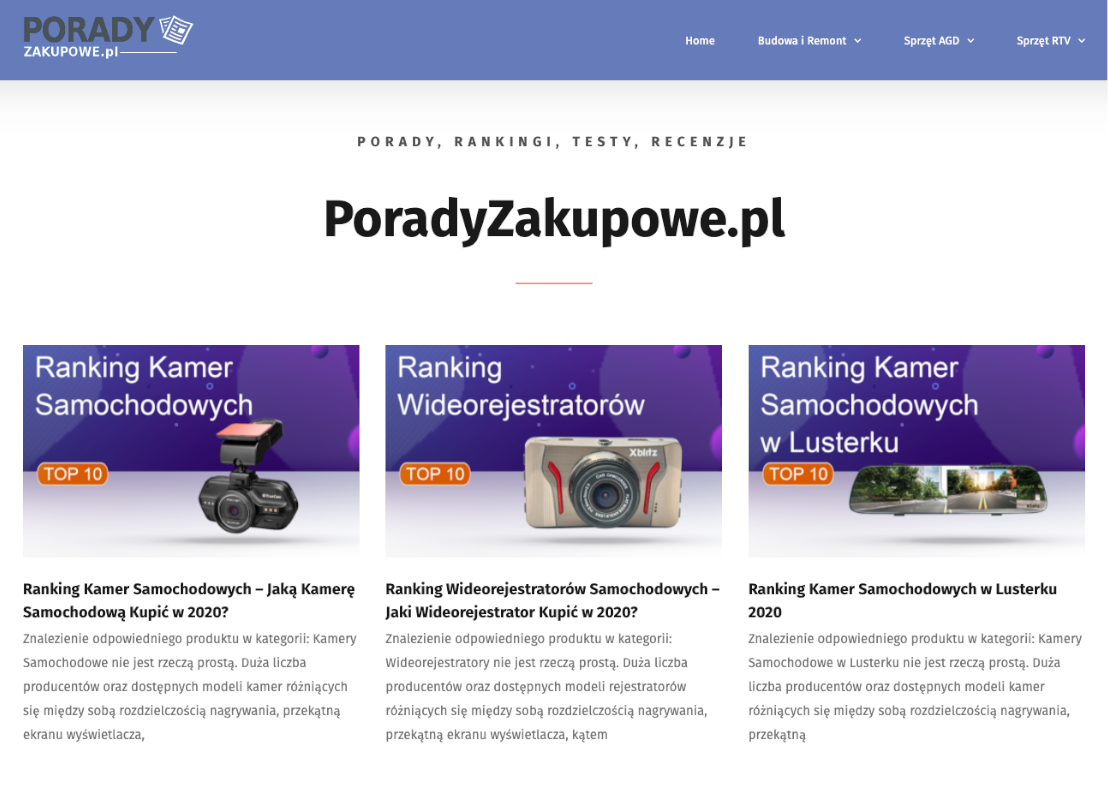 PORADY
ZAKUPOWE.pl
Home
Budowa i Remont
Sprzęt AGD
Sprzęt RTV
PORADY, RANKINGI, TESTY, RECENZJE
PoradyZakupowe.pl
Ranking Kamer
Samochodowych
TOP 10
Ranking
Wideorejestratorów
Xblitz
TOP 10
Ranking Kamer
Samochodowych
w Lusterku
TOP 10
Ranking Kamer Samochodowych – Jaką Kamerę
Samochodową Kupić w 2020?
Znalezienie odpowiedniego produktu w kategorii: Kamery
Samochodowe nie jest rzeczą prostą. Duża liczba
producentów oraz dostępnych modeli kamer różniących
się między sobą rozdzielczością nagrywania, przekątną
ekranu wyświetlacza,
Ranking Wideorejestratorów Samochodowych –
Jaki Wideorejestrator Kupić w 2020?
Znalezienie odpowiedniego produktu w kategorii:
Wideorejestratory nie jest rzeczą prostą. Duża liczba
producentów oraz dostępnych modeli rejestratorów
różniących się między sobą rozdzielczością nagrywania,
przekątną ekranu wyświetlacza, kątem
Ranking Kamer Samochodowych w Lusterku
2020
Znalezienie odpowiedniego produktu w kategorii: Kamery
Samochodowe w Lusterku nie jest rzeczą prostą. Duża
liczba producentów oraz dostępnych modeli kamer
różniących się między sobą rozdzielczością nagrywania,
przekątną